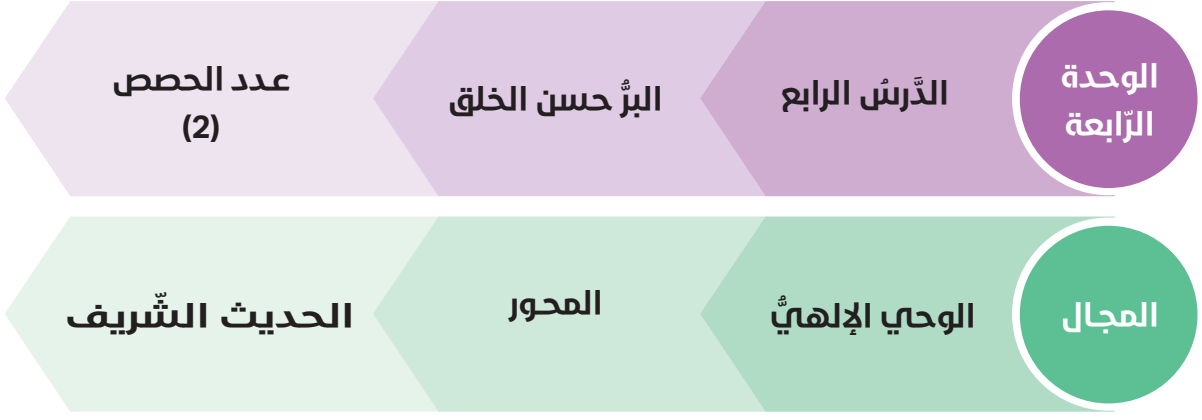 الوحدة
الرّابعة
الدَّرسُ الرابع
البرُّ حسن الخلق
عدد الحصص
(2)
المجال
الوحي الإلهيُّ
المحور
الحديث الشّريف